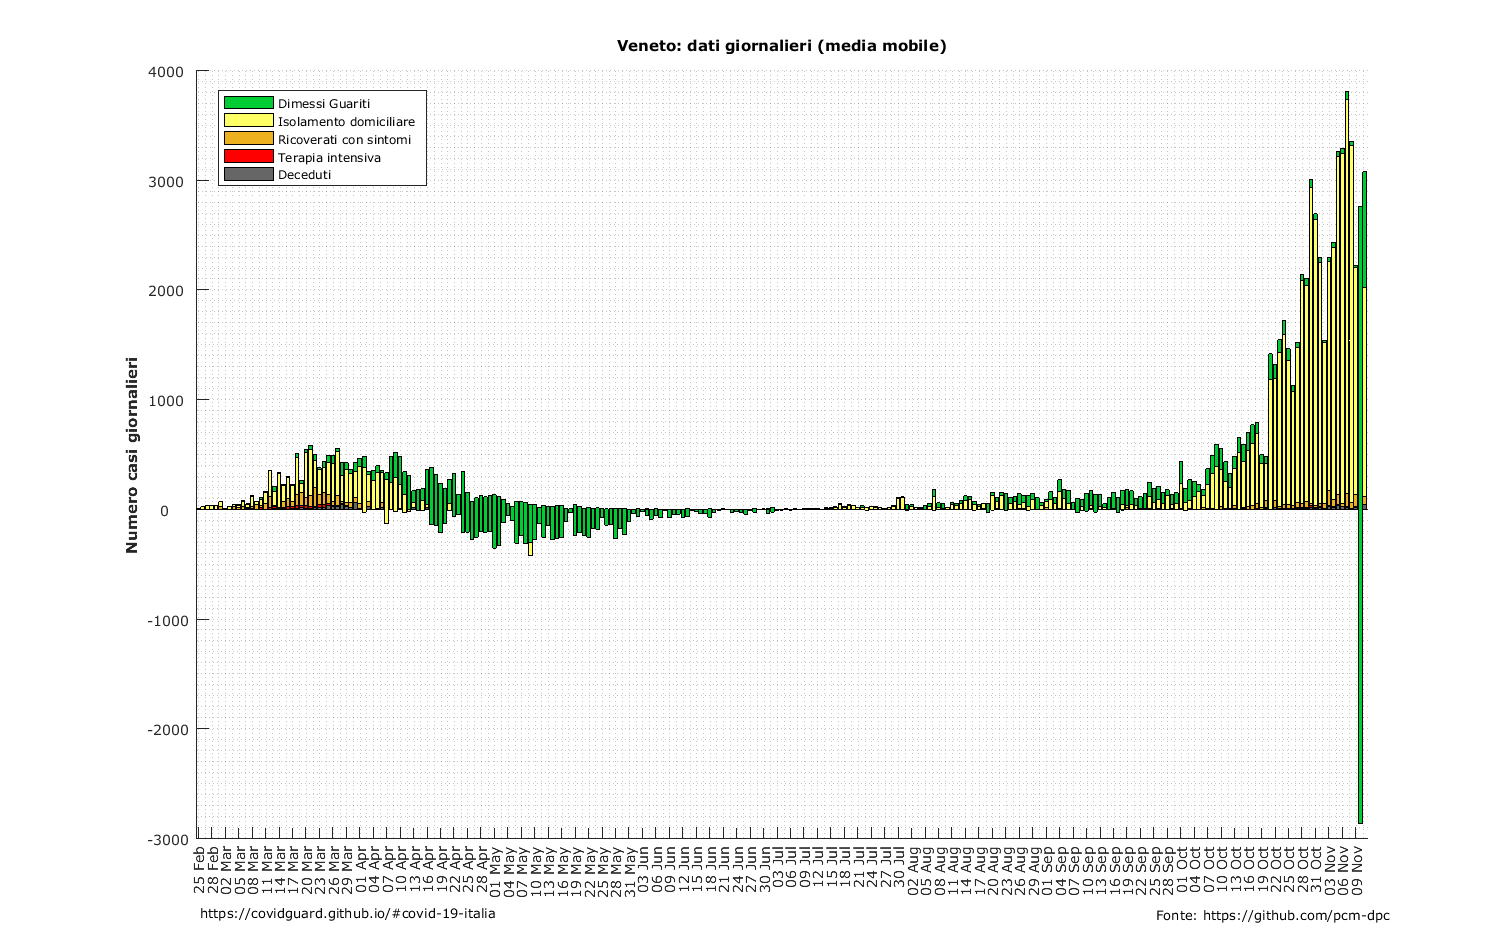 Veneto: dati giornalieri (media mobile)
4000
3000
2000
1000
0
-1000
-2000
-3000
Numero casi giornalieri
Dimessi Guariti
Isolamento domiciliare
Ricoverati con sintomi
Terapia intensiva
Deceduti
25 Feb
28 Feb
02 Mar
05 Mar
08 Mar
11 Mar
14 Mar
17 Mar
20 Mar
23 Mar
26 Mar
29 Mar
01 Apr
04 Apr
07 Apr
10 Apr
13 Apr
16 Apr
19 Apr
22 Apr
25 Apr
28 Apr
01 May
04 May
07 May
10 May
13 May
16 May
19 May
22 May
25 May
28 May
31 May
03 Jun
06 Jun
09 Jun
12 Jun
15 Jun
18 Jun
21 Jun
24 Jun
27 Jun
30 Jun
03 Jul
06 Jul
09 Jul
12 Jul
15 Jul
18 Jul
21 Jul
24 Jul
27 Jul
30 Jul
02 Aug
05 Aug
08 Aug
11 Aug
14 Aug
17 Aug
20 Aug
23 Aug
26 Aug
29 Aug
01 Sep
04 Sep
07 Sep
10 Sep
13 Sep
16 Sep
19 Sep
22 Sep
25 Sep
28 Sep
01 Oct
04 Oct
07 Oct
10 Oct
13 Oct
16 Oct
19 Oct
22 Oct
25 Oct
28 Oct
31 Oct
03 Nov
06 Nov
09 Nov
https://covidguard.github.io/#covid-19-italia
Fonte: https://github.com/pcm-dpc